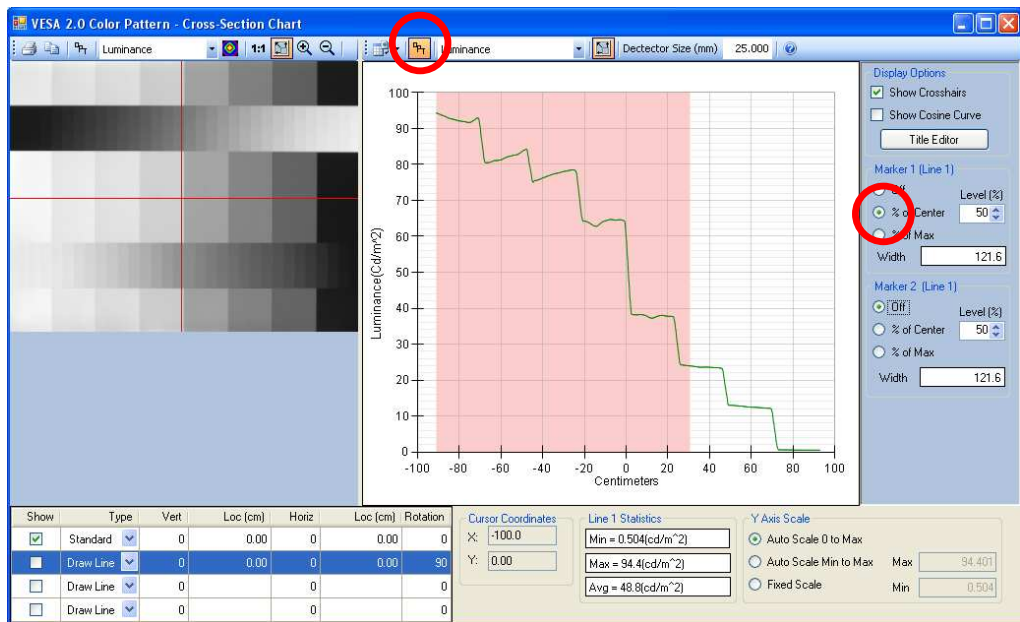 VESA 2.0 Color Pattern - Cross-Section Chart
Luminance 1:1 Luminance Dectector Size (mm) 25.000
Display Options
Show Crosshairs
Show Cosine Curve
Title Editor
Marker 1 (Line 1)
Off Level (%)
% of Center 50
% of Max
Width 121.6
Marker 2 (Line 1)
Off Level (%)
% of Center 50
% of Max
Width 121.6
Luminance(Cd/m^2)
100
90
80
70
60
50
40
30
20
10
0
-100 -80 -60 -40 -20 0 20 40 60 80 100
Centimeters
Show Type Vert Loc (cm) Horiz Loc (cm) Rotation
Standard 0 0.00 0 0.00 0
Draw Line 0 0.00 0 0.00 90
Draw Line 0 0 0
Draw Line 0 0 0
Cursor Coordinates
X: -100.0
Y: 0.00
Line 1 Statistics
Min = 0.504(cd/m^2)
Max = 94.4(cd/m^2)
Avg = 48.8(cd/m^2)
Y Axis Scale
Auto Scale 0 to Max
Auto Scale Min to Max Max 94.401
Fixed Scale Min 0.504